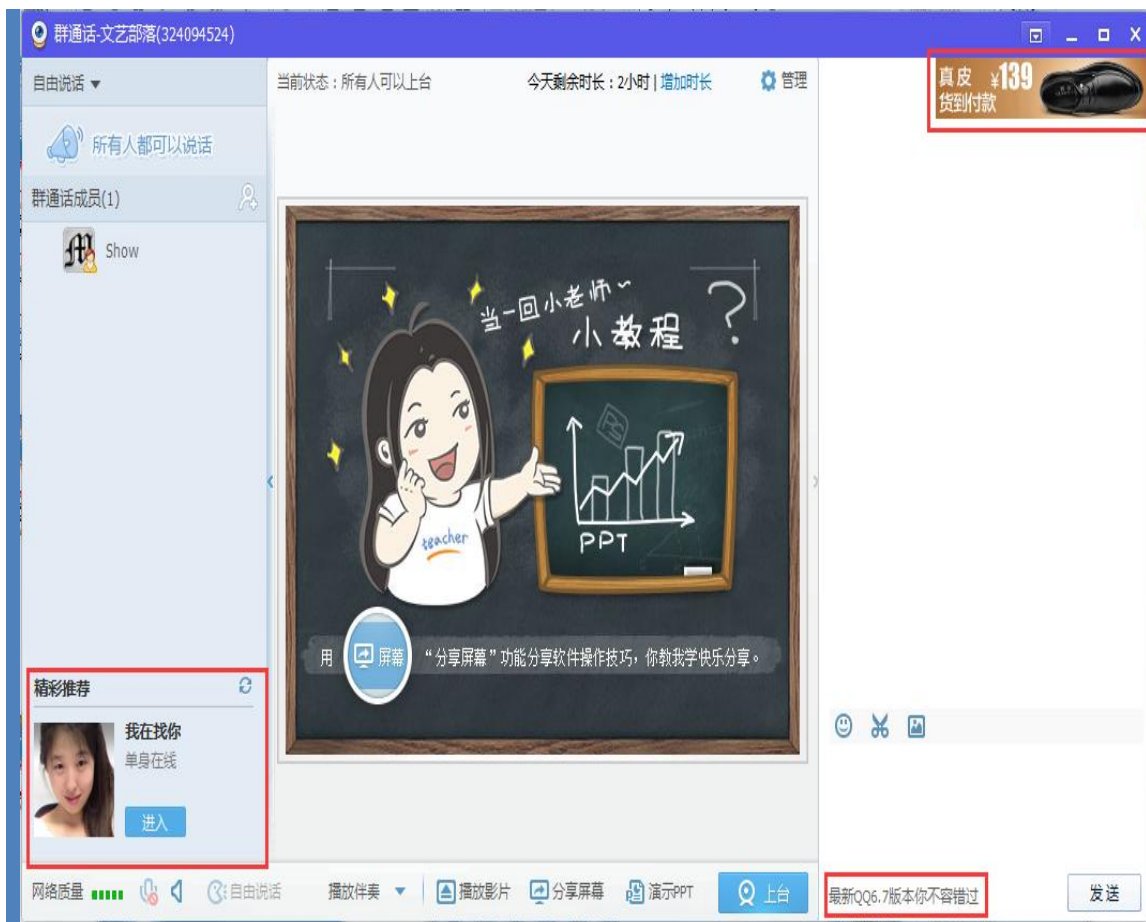 群通话-文艺部落(324094524)
自由说话
当前状态：所有人可以上台
今天剩余时长：2小时 | 增加时长
管理
真皮 ¥139
货到付款
所有人都可以说话
群通话成员(1)
Show
当一回小老师~
小教程 ?
teacher
PPT
用 屏幕 “分享屏幕”功能分享软件操作技巧，你教我学快乐分享。
精彩推荐
我在找你
单身在线
进入
网络质量
自由说话
播放伴奏
播放影片
分享屏幕
演示PPT
上台
最新QQ6.7版本你不容错过
发送